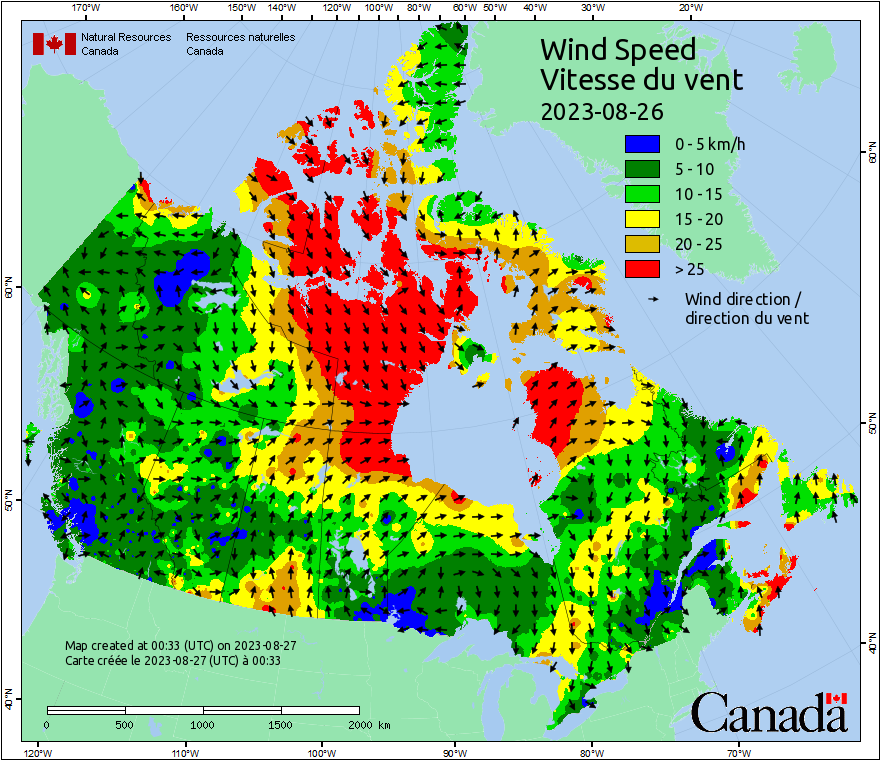 170°W 160°W 150°W 140°W 130°W 120°W 110°W 100°W 90°W 80°W 70°W 60°W 50°W 40°W 30°W 20°W
Natural Resources Ressources naturelles
Canada Canada
Wind Speed
Vitesse du vent
2023-08-26
0 - 5 km/h
5 - 10
10 - 15
15 - 20
20 - 25
> 25
Wind direction /
direction du vent
60°N
60°N
50°N
50°N
40°N
40°N
Map created at 00:33 (UTC) on 2023-08-27
Carte créée le 2023-08-27 (UTC) à 00:33
0 500 1000 1500 2000 km
Canada
120°W 110°W 100°W 90°W 80°W 70°W